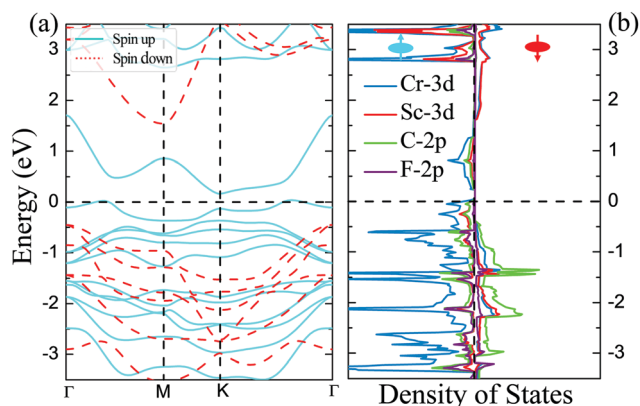 (a)
Spin up
Spin down
Energy (eV)
3
2
1
0
-1
-2
-3
Γ
M
K
Γ
(b)
Cr-3d
Sc-3d
C-2p
F-2p
3
2
1
0
-1
-2
-3
Density of States